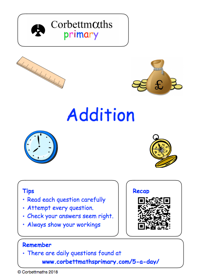 Corbettmαths
primary
£
Addition
Tips
• Read each question carefully
• Attempt every question.
• Check your answers seem right.
• Always show your workings
Recap
Remember
• There are daily questions found at
www.corbettmathsprimary.com/5-a-day/
© Corbettmaths 2018